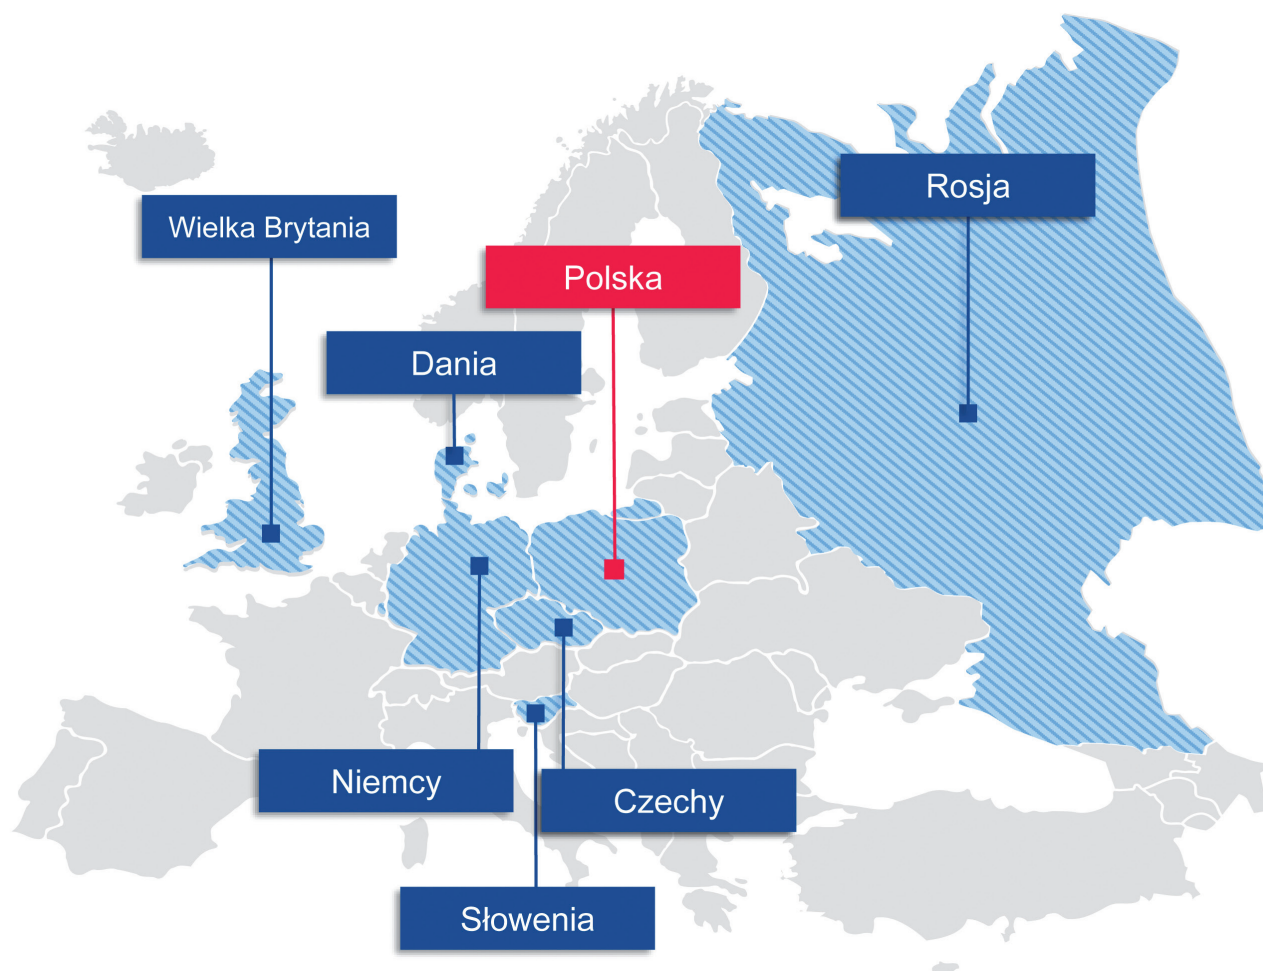 Rosja
Wielka Brytania
Polska
Dania
Niemcy
Czechy
Słowenia